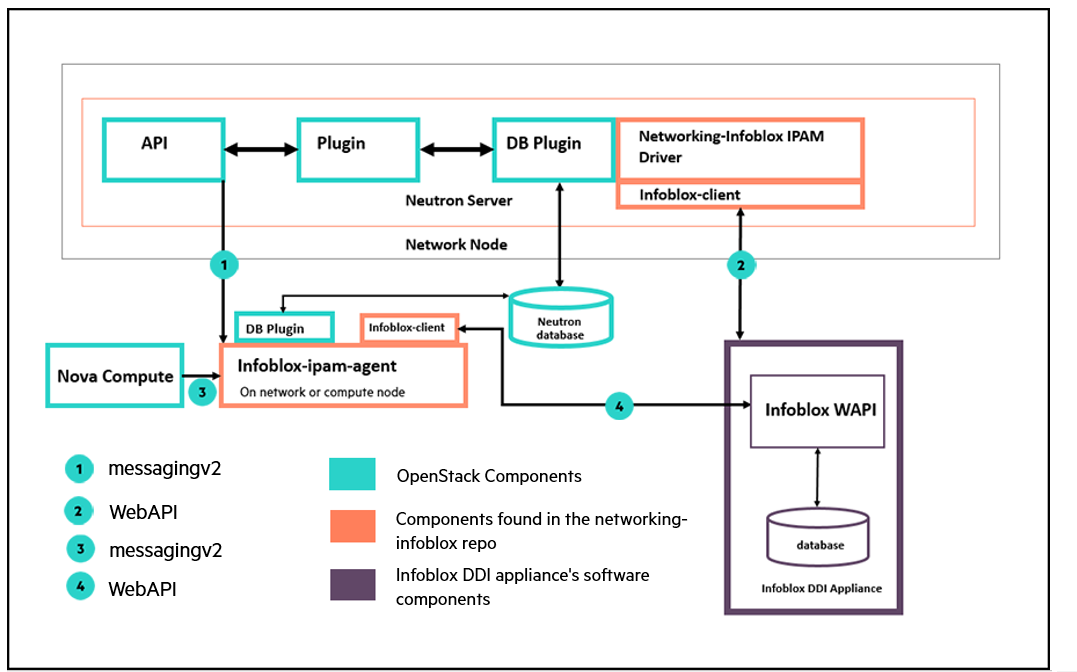 API
Plugin
DB Plugin
Networking-Infoblox IPAM
Driver
Infoblox-client
Neutron Server
Network Node
1
2
DB Plugin
Infoblox-client
Neutron
database
Nova Compute
3
Infoblox-ipam-agent
On network or compute node
4
Infoblox WAPI
database
Infoblox DDI Appliance
1 messagingv2
2 WebAPI
3 messagingv2
4 WebAPI
OpenStack Components
Components found in the networking-
infoblox repo
Infoblox DDI appliance's software
components